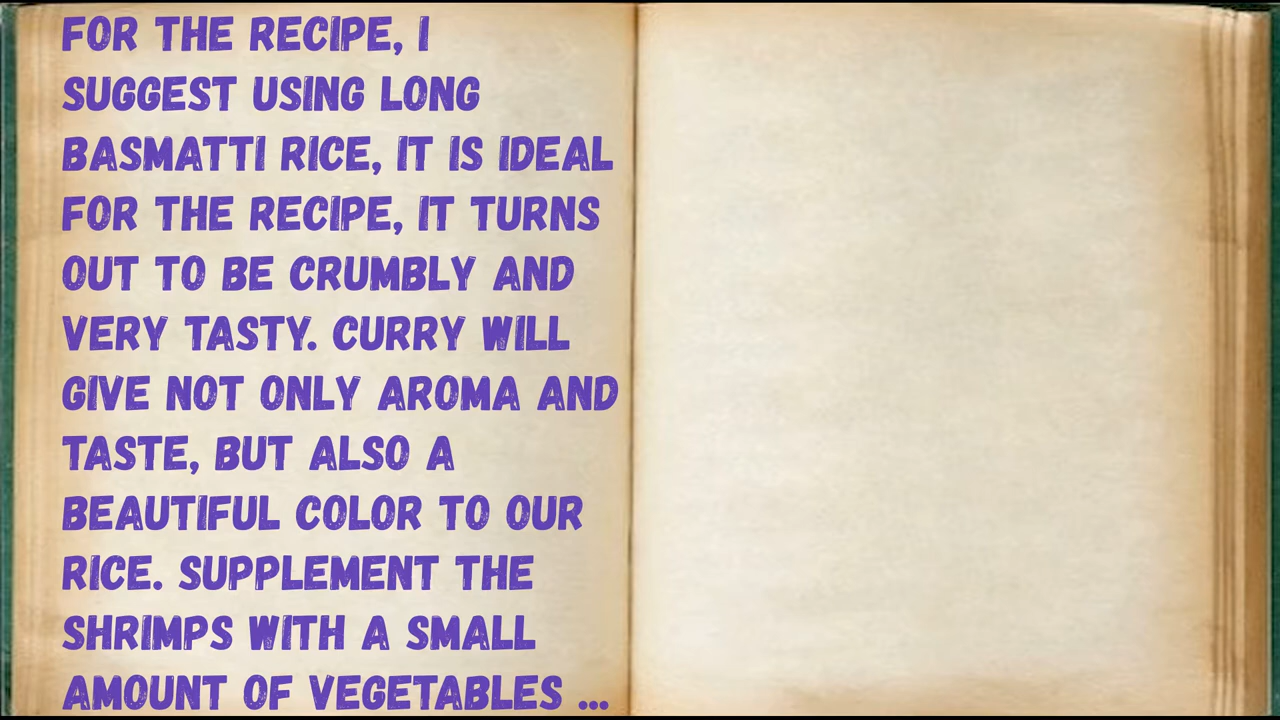 FOR THE RECIPE, I
SUGGEST USING LONG
BASMATTI RICE, IT IS IDEAL
FOR THE RECIPE, IT TURNS
OUT TO BE CRUMBLY AND
VERY TASTY. CURRY WILL
GIVE NOT ONLY AROMA AND
TASTE, BUT ALSO A
BEAUTIFUL COLOR TO OUR
RICE. SUPPLEMENT THE
SHRIMPS WITH A SMALL
AMOUNT OF VEGETABLES ...